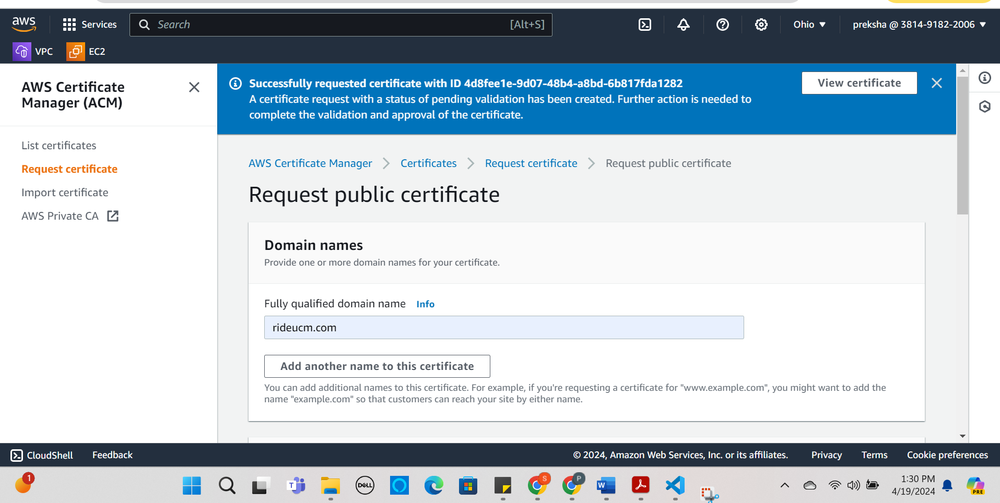 aws
Services
Search
[Alt+S]
Ohio ▼
preksha @ 3814-9182-2006 ▼
VPC
EC2
AWS Certificate
Manager (ACM)
List certificates
Request certificate
Import certificate
AWS Private CA
Successfully requested certificate with ID 4d8fee1e-9d07-48b4-a8bd-6b817fda1282
A certificate request with a status of pending validation has been created. Further action is needed to
complete the validation and approval of the certificate.
View certificate
AWS Certificate Manager > Certificates > Request certificate > Request public certificate
Request public certificate
Domain names
Provide one or more domain names for your certificate.
Fully qualified domain name Info
rideucm.com
Add another name to this certificate
You can add additional names to this certificate. For example, if you're requesting a certificate for "www.example.com", you might want to add the
name "example.com" so that customers can reach your site by either name.
CloudShell
Feedback
© 2024, Amazon Web Services, Inc. or its affiliates.
Privacy
Terms
Cookie preferences
1
T
DELL
S
P
W
1:30 PM
4/19/2024
PRE